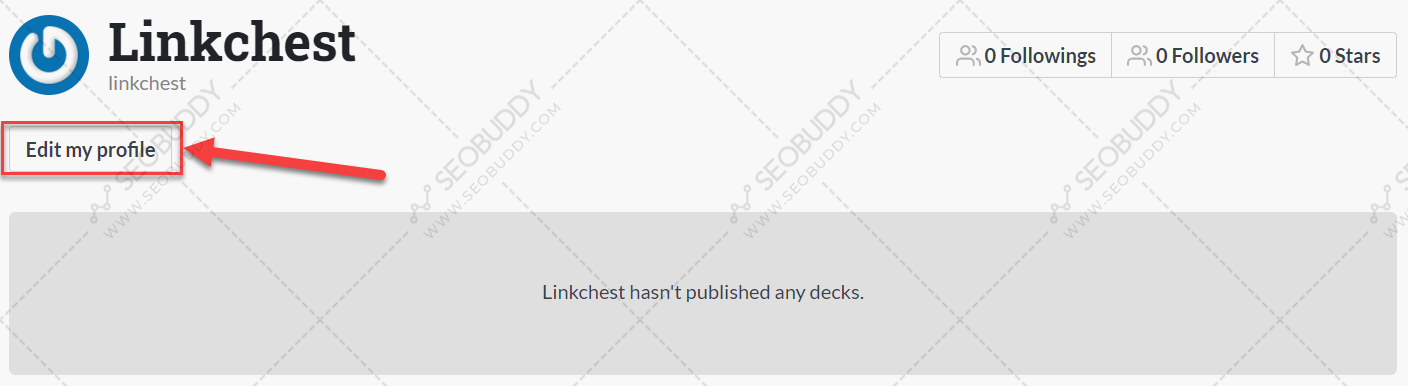 Linkchest
linkchest
0 Followings
0 Followers
0 Stars
Edit my profile
Linkchest hasn't published any decks.
SEOBUDDY
WWW.SEOBUDDY.COM
SEOBUDDY
WWW.SEOBUDDY.COM
SEOBUDDY
WWW.SEOBUDDY.COM
SEOBUDDY
WWW.SEOBUDDY.COM